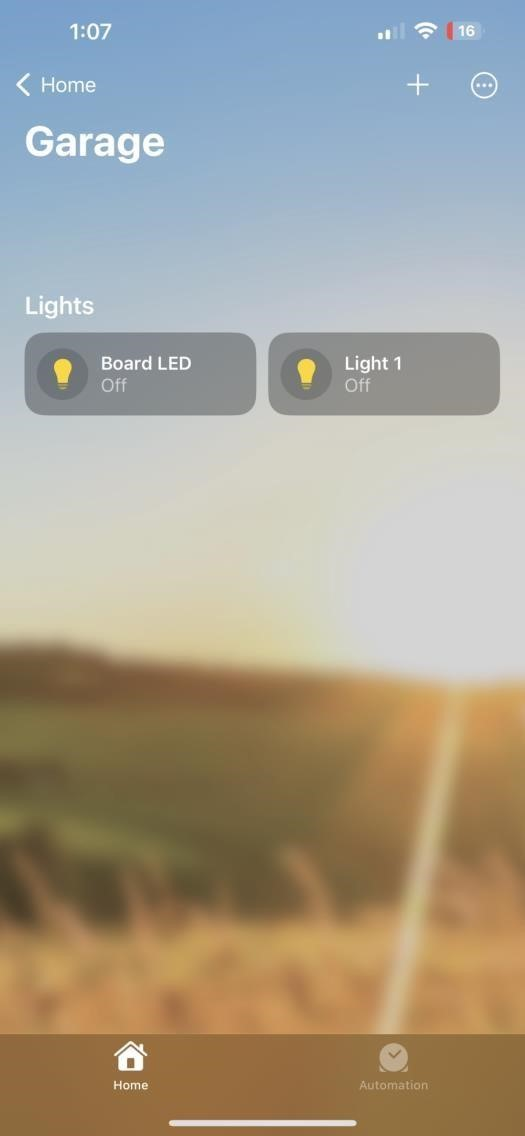 1:07
16
Home
Garage
Lights
Board LED
Off
Light 1
Off
Home
Automation